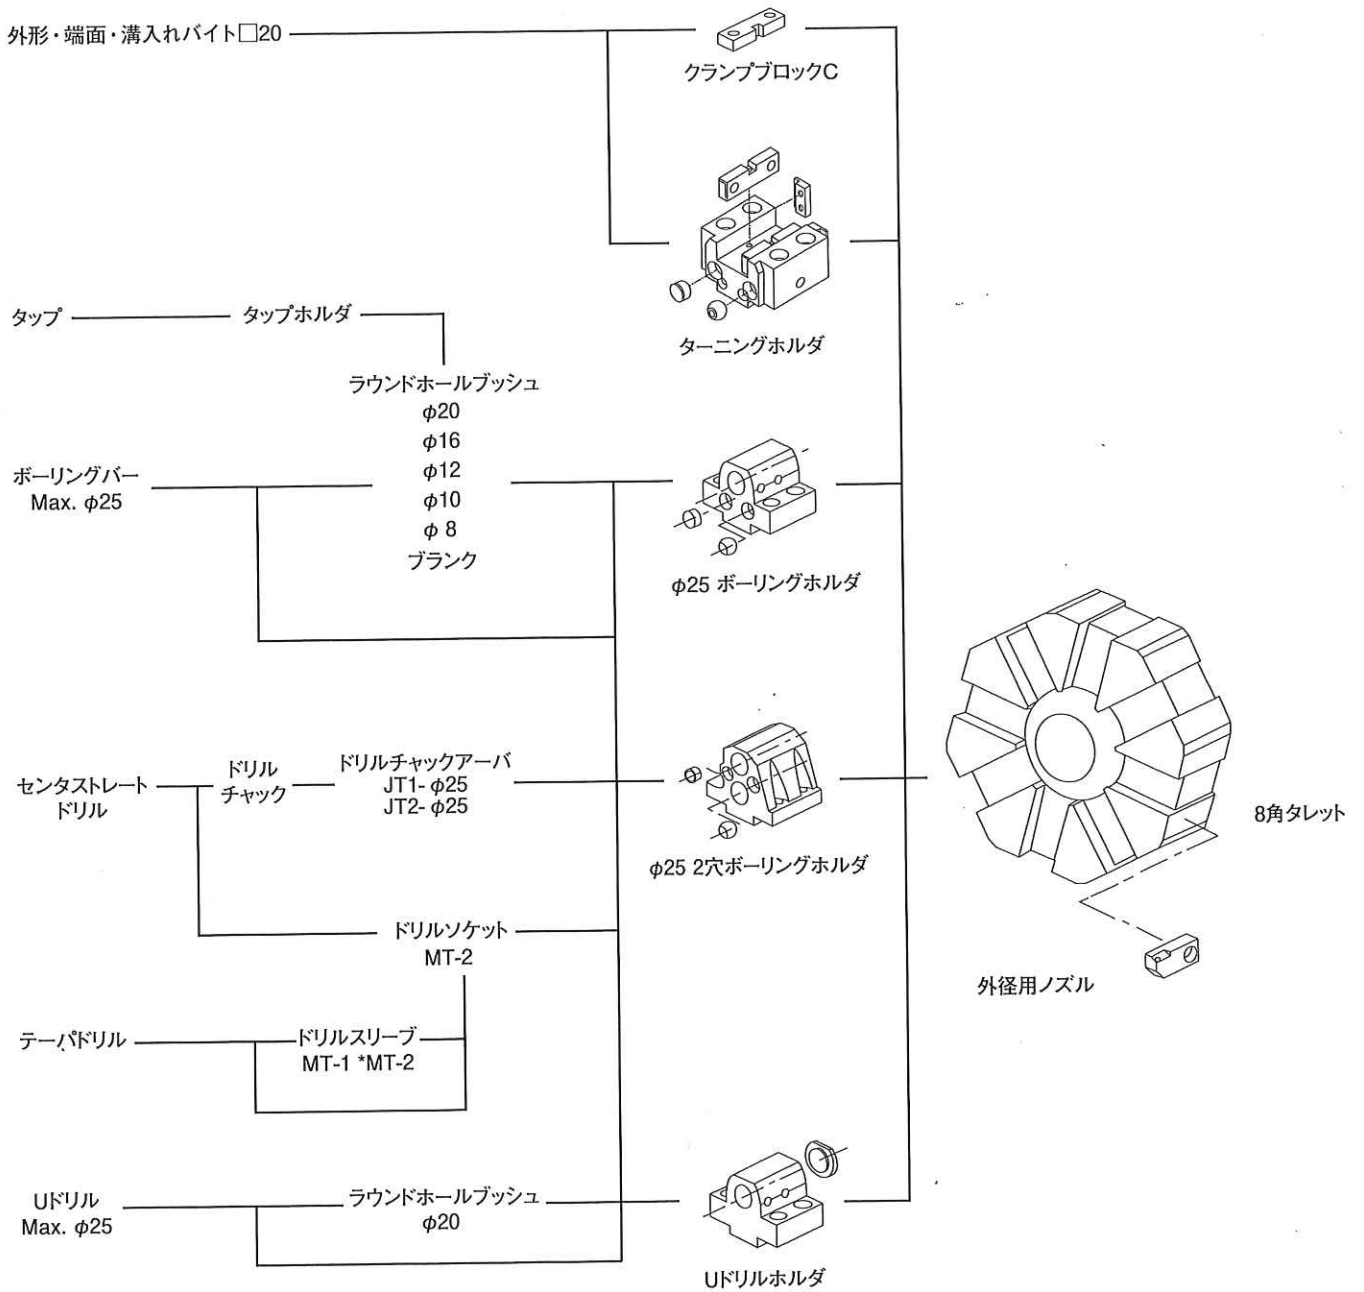 外形・端面・溝入れバイト□20
クランプブロックC
ターニングホルダ
タップ
タップホルダ
ラウンドホールブッシュ
φ20
φ16
φ12
φ10
φ 8
ブランク
ボーリングバー
Max. φ25
φ25 ボーリングホルダ
センタストレート
ドリル
ドリル
チャック
ドリルチャックアーバ
JT1- φ25
JT2- φ25
φ25 2穴ボーリングホルダ
8角タレット
ドリルソケット
MT-2
外径用ノズル
テーパドリル
ドリルスリーブ
MT-1 *MT-2
Uドリル
Max. φ25
ラウンドホールブッシュ
φ20
Uドリルホルダ